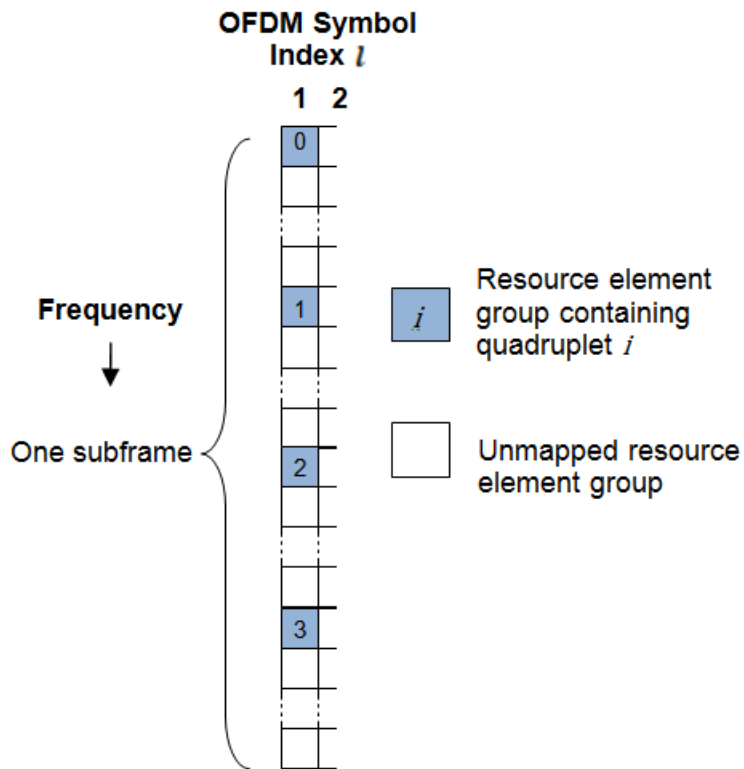 OFDM Symbol
Index l
1 2
0
1
2
3
Frequency
One subframe
i
Resource element
group containing
quadruplet i
Unmapped resource
element group